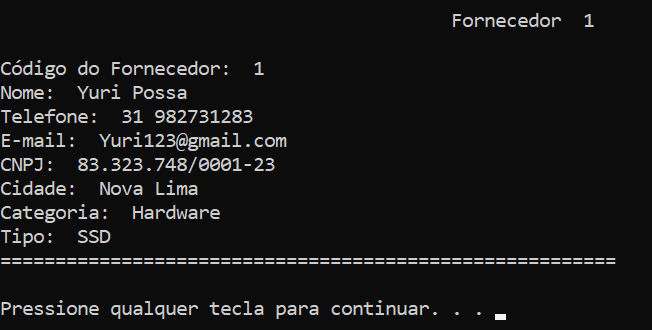 Fornecedor 1
Código do Fornecedor: 1
Nome: Yuri Possa
Telefone: 31 982731283
E-mail: Yuri123@gmail.com
CNPJ: 83.323.748/0001-23
Cidade: Nova Lima
Categoria: Hardware
Tipo: SSD
========================================================
Pressione qualquer tecla para continuar. . .